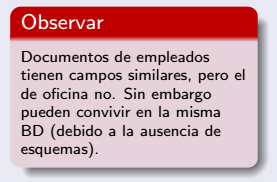 Observar
Documentos de empleados
tienen campos similares, pero el
de oficina no. Sin embargo
pueden convivir en la misma
BD (debido a la ausencia de
esquemas).